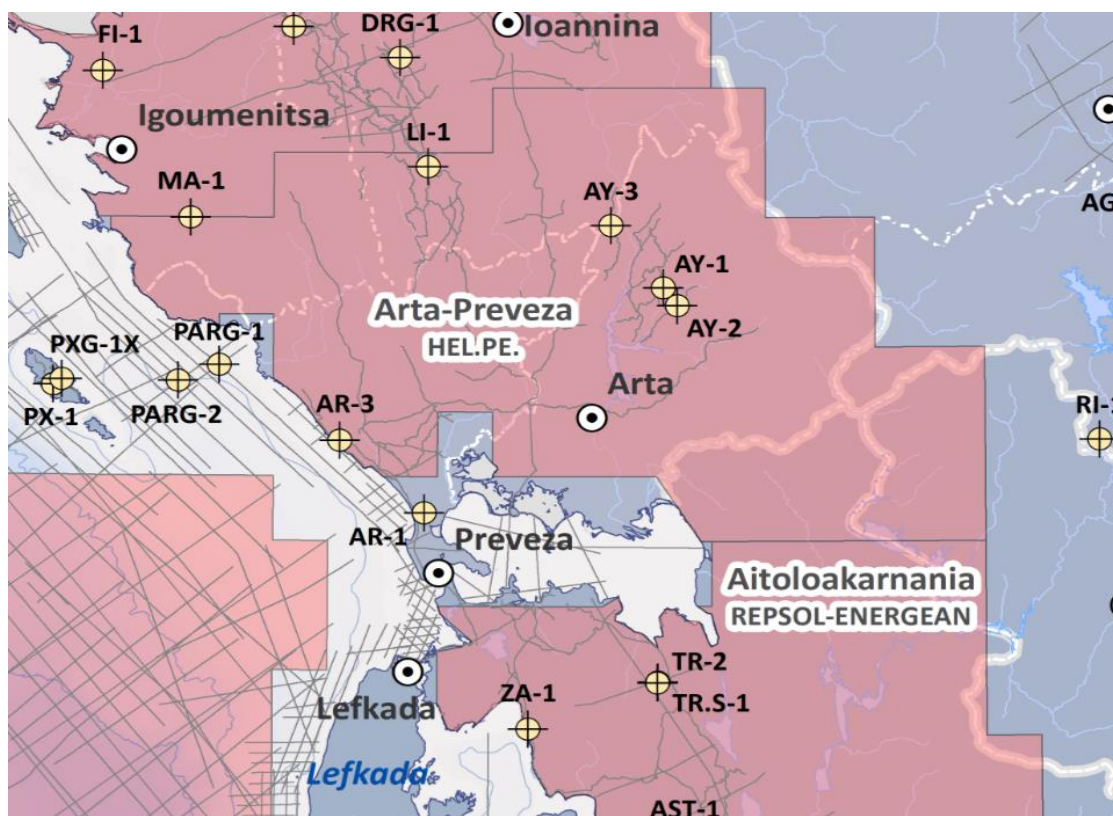 FI-1
DRG-1
Ioannina
Igoumenitsa
LI-1
MA-1
AY-3
AG
AY-1
Arta-Preveza
HEL.PE.
AY-2
PXG-1X
PARG-1
Arta
PX-1
PARG-2
AR-3
RI-
AR-1
Preveza
Aitoloakarnania
REPSOL-ENERGEAN
TR-2
Lefkada
ZA-1
TR.S-1
Lefkada
AST-1